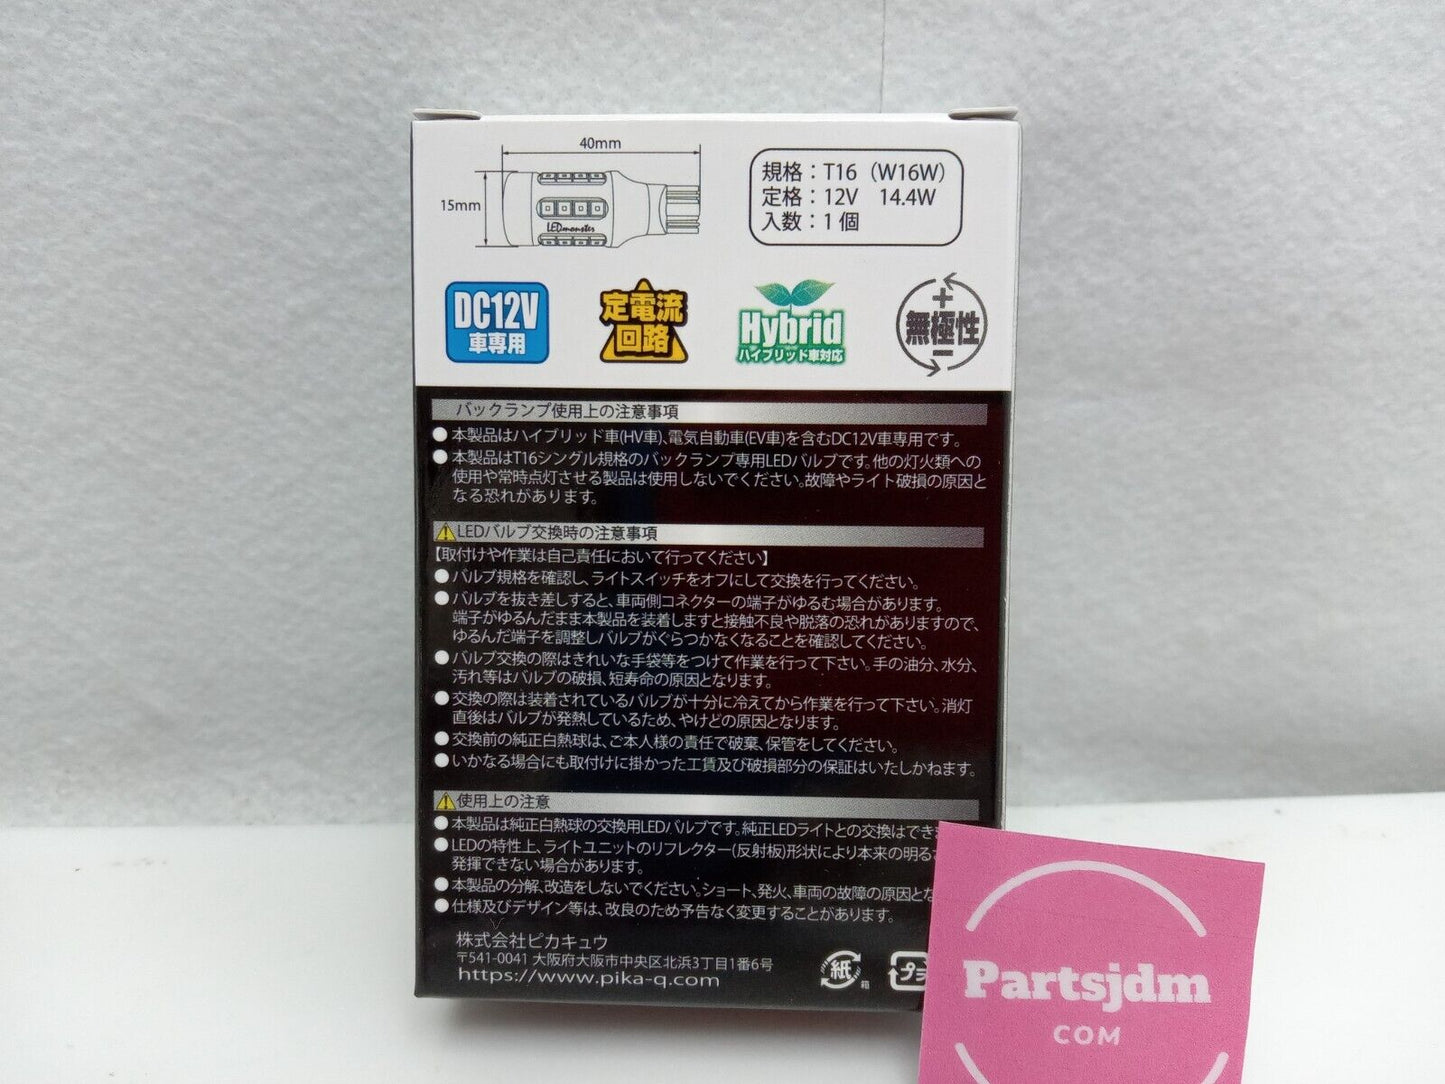 40mm
15mm
LEDmonster
規格：T16（W16W）
定格：12V　14.4W
入数：1個
DC12V
車専用
定電流
回路
Hybrid
ハイブリッド車対応
＋
無極性
－
バックランプ使用上の注意事項
●本製品はハイブリッド車(HV車)、電気自動車(EV車)を含むDC12V車専用です。
●本製品はT16シングル規格のバックランプ専用LEDバルブです。他の灯火類への
使用や常時点灯させる製品は使用しないでください。故障やライト破損の原因と
なる恐れがあります。
LEDバルブ交換時の注意事項
【取付けや作業は自己責任において行ってください】
●バルブ規格を確認し、ライトスイッチをオフにして交換を行ってください。
●バルブを抜き差しすると、車両側コネクターの端子がゆるむ場合があります。
端子がゆるんだまま本製品を装着しますと接触不良や脱落の恐れがありますので、
ゆるんだ端子を調整しバルブがぐらつかなくなることを確認してください。
●バルブ交換の際はきれいな手袋等をつけて作業を行って下さい。手の油分、水分、
汚れ等はバルブの破損、短寿命の原因となります。
●交換の際は装着されているバルブが十分に冷えてから作業を行って下さい。消灯
直後はバルブが発熱しているため、やけどの原因となります。
●交換前の純正白熱球は、ご本人様の責任で破棄、保管をしてください。
●いかなる場合にも取付けに掛かった工賃及び破損部分の保証はいたしかねます。
使用上の注意
●本製品は純正白熱球の交換用LEDバルブです。純正LEDライトとの交換はでき
●LEDの特性上、ライトユニットのリフレクター(反射板)形状により本来の明るさ
発揮できない場合があります。
●本製品の分解、改造をしないでください。ショート、発火、車両の故障の原因と
●仕様及びデザイン等は、改良のため予告なく変更することがあります。
株式会社ピカキュウ
〒541-0041 大阪府大阪市中央区北浜3丁目1番6号
https://www.pika-q.com
紙
箱
プラ
Partsjdm
COM